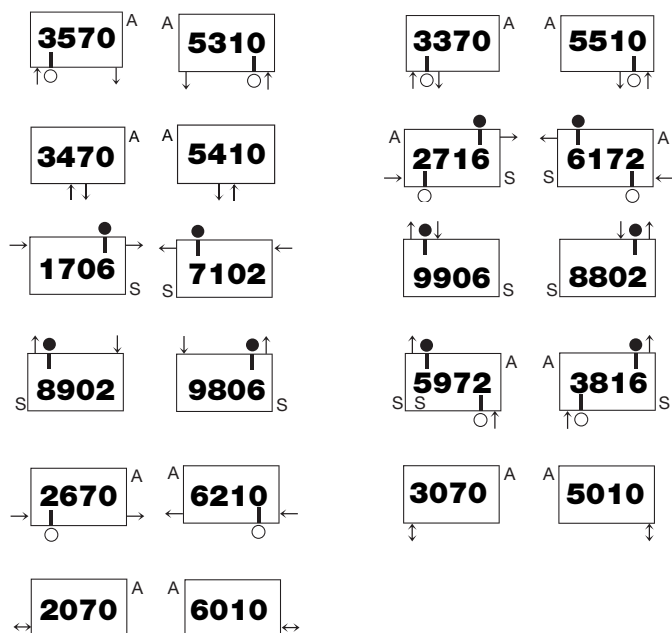 3570 A A 5310 3370 A A 5510
3470 A A 5410 A 2716 S A 6172 S
1706 S 7102 S 9906 S 8802 S
S 8902 9806 S S S 5972 A A 3816 S
2670 A A 6210 3070 A A 5010
2070 A A 6010